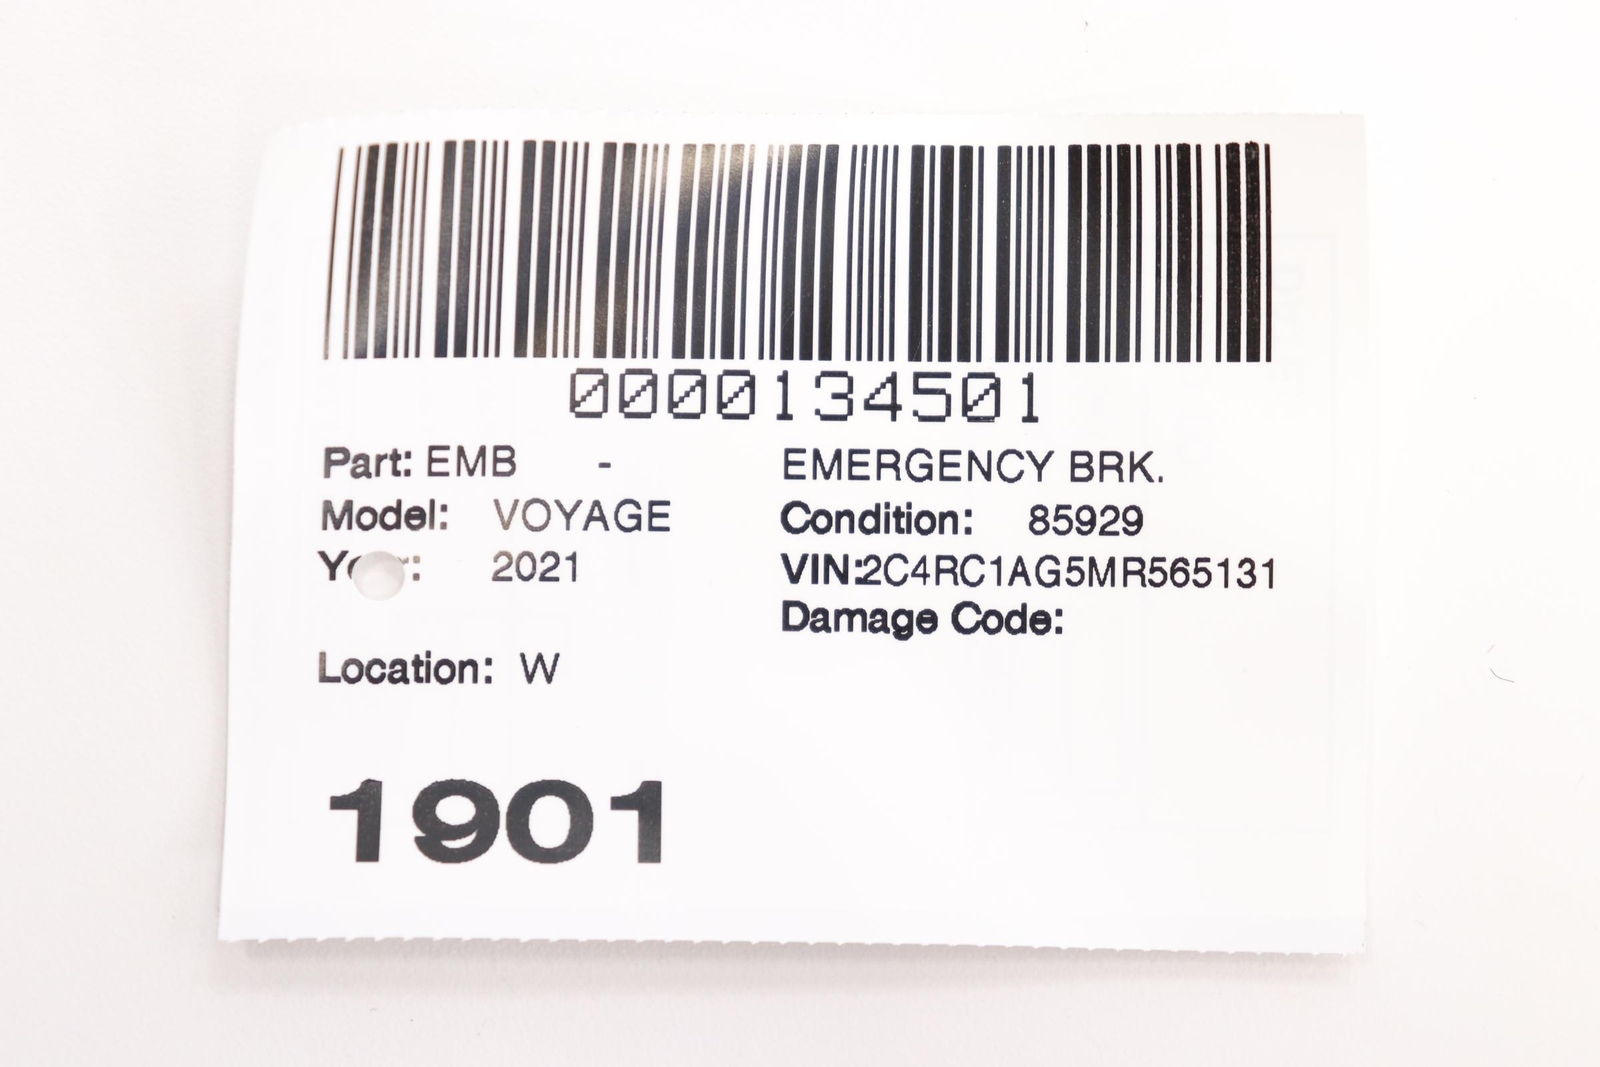 0000134501
Part: EMB - EMERGENCY BRK.
Model: VOYAGE Condition: 85929
2021 VIN:2C4RC1AG5MR565131
Damage Code:
Location: W
1901